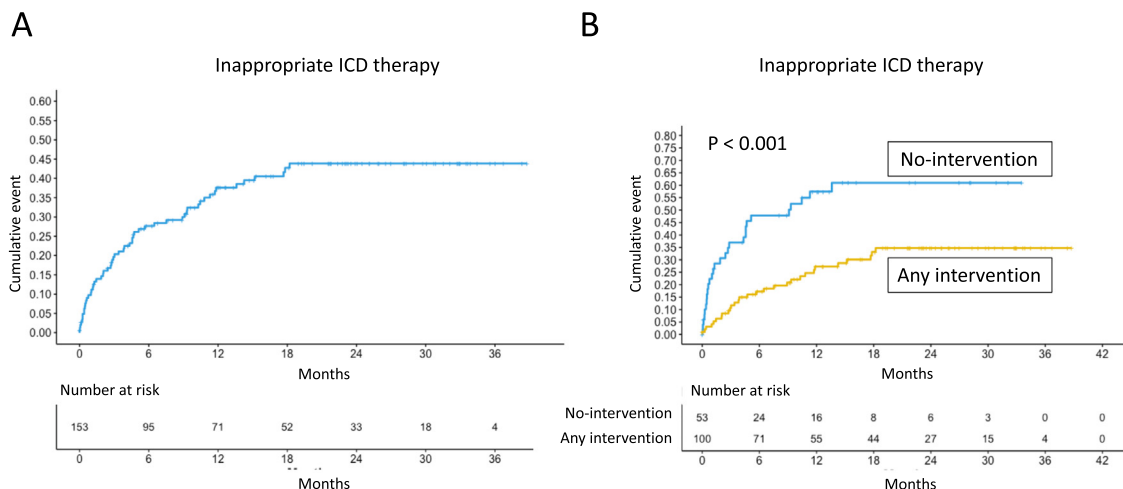 A
Inappropriate ICD therapy
Cumulative event
0.60
0.55
0.50
0.45
0.40
0.35
0.30
0.25
0.20
0.15
0.10
0.05
0.00
0 6 12 18 24 30 36
Months
Number at risk
153 95 71 52 33 18 4
0 6 12 18 24 30 36
Months
B
Inappropriate ICD therapy
P < 0.001
No-intervention
Any intervention
Cumulative event
0.80
0.75
0.70
0.65
0.60
0.55
0.50
0.45
0.40
0.35
0.30
0.25
0.20
0.15
0.10
0.05
0.00
0 6 12 18 24 30 36 42
Months
Number at risk
No-intervention 53 24 16 8 6 3 0 0
Any intervention 100 71 55 44 27 15 4 0
0 6 12 18 24 30 36 42
Months